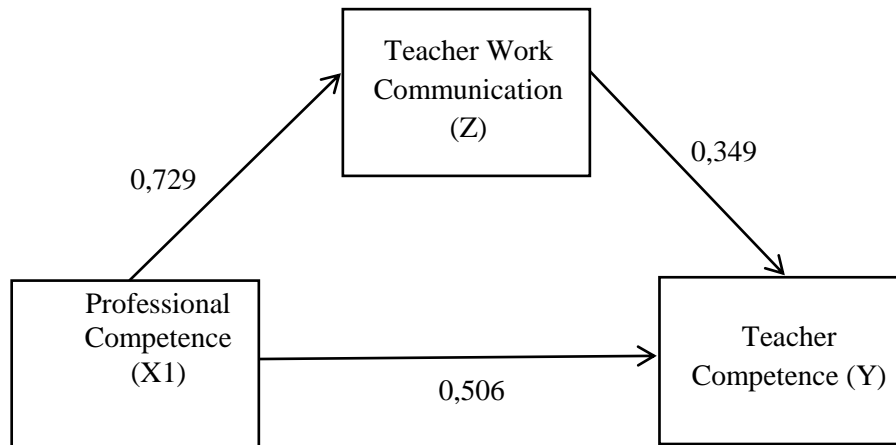 Teacher Work
Communication
(Z)
0,729
0,349
Professional
Competence
(X1)
Teacher
Competence (Y)
0,506